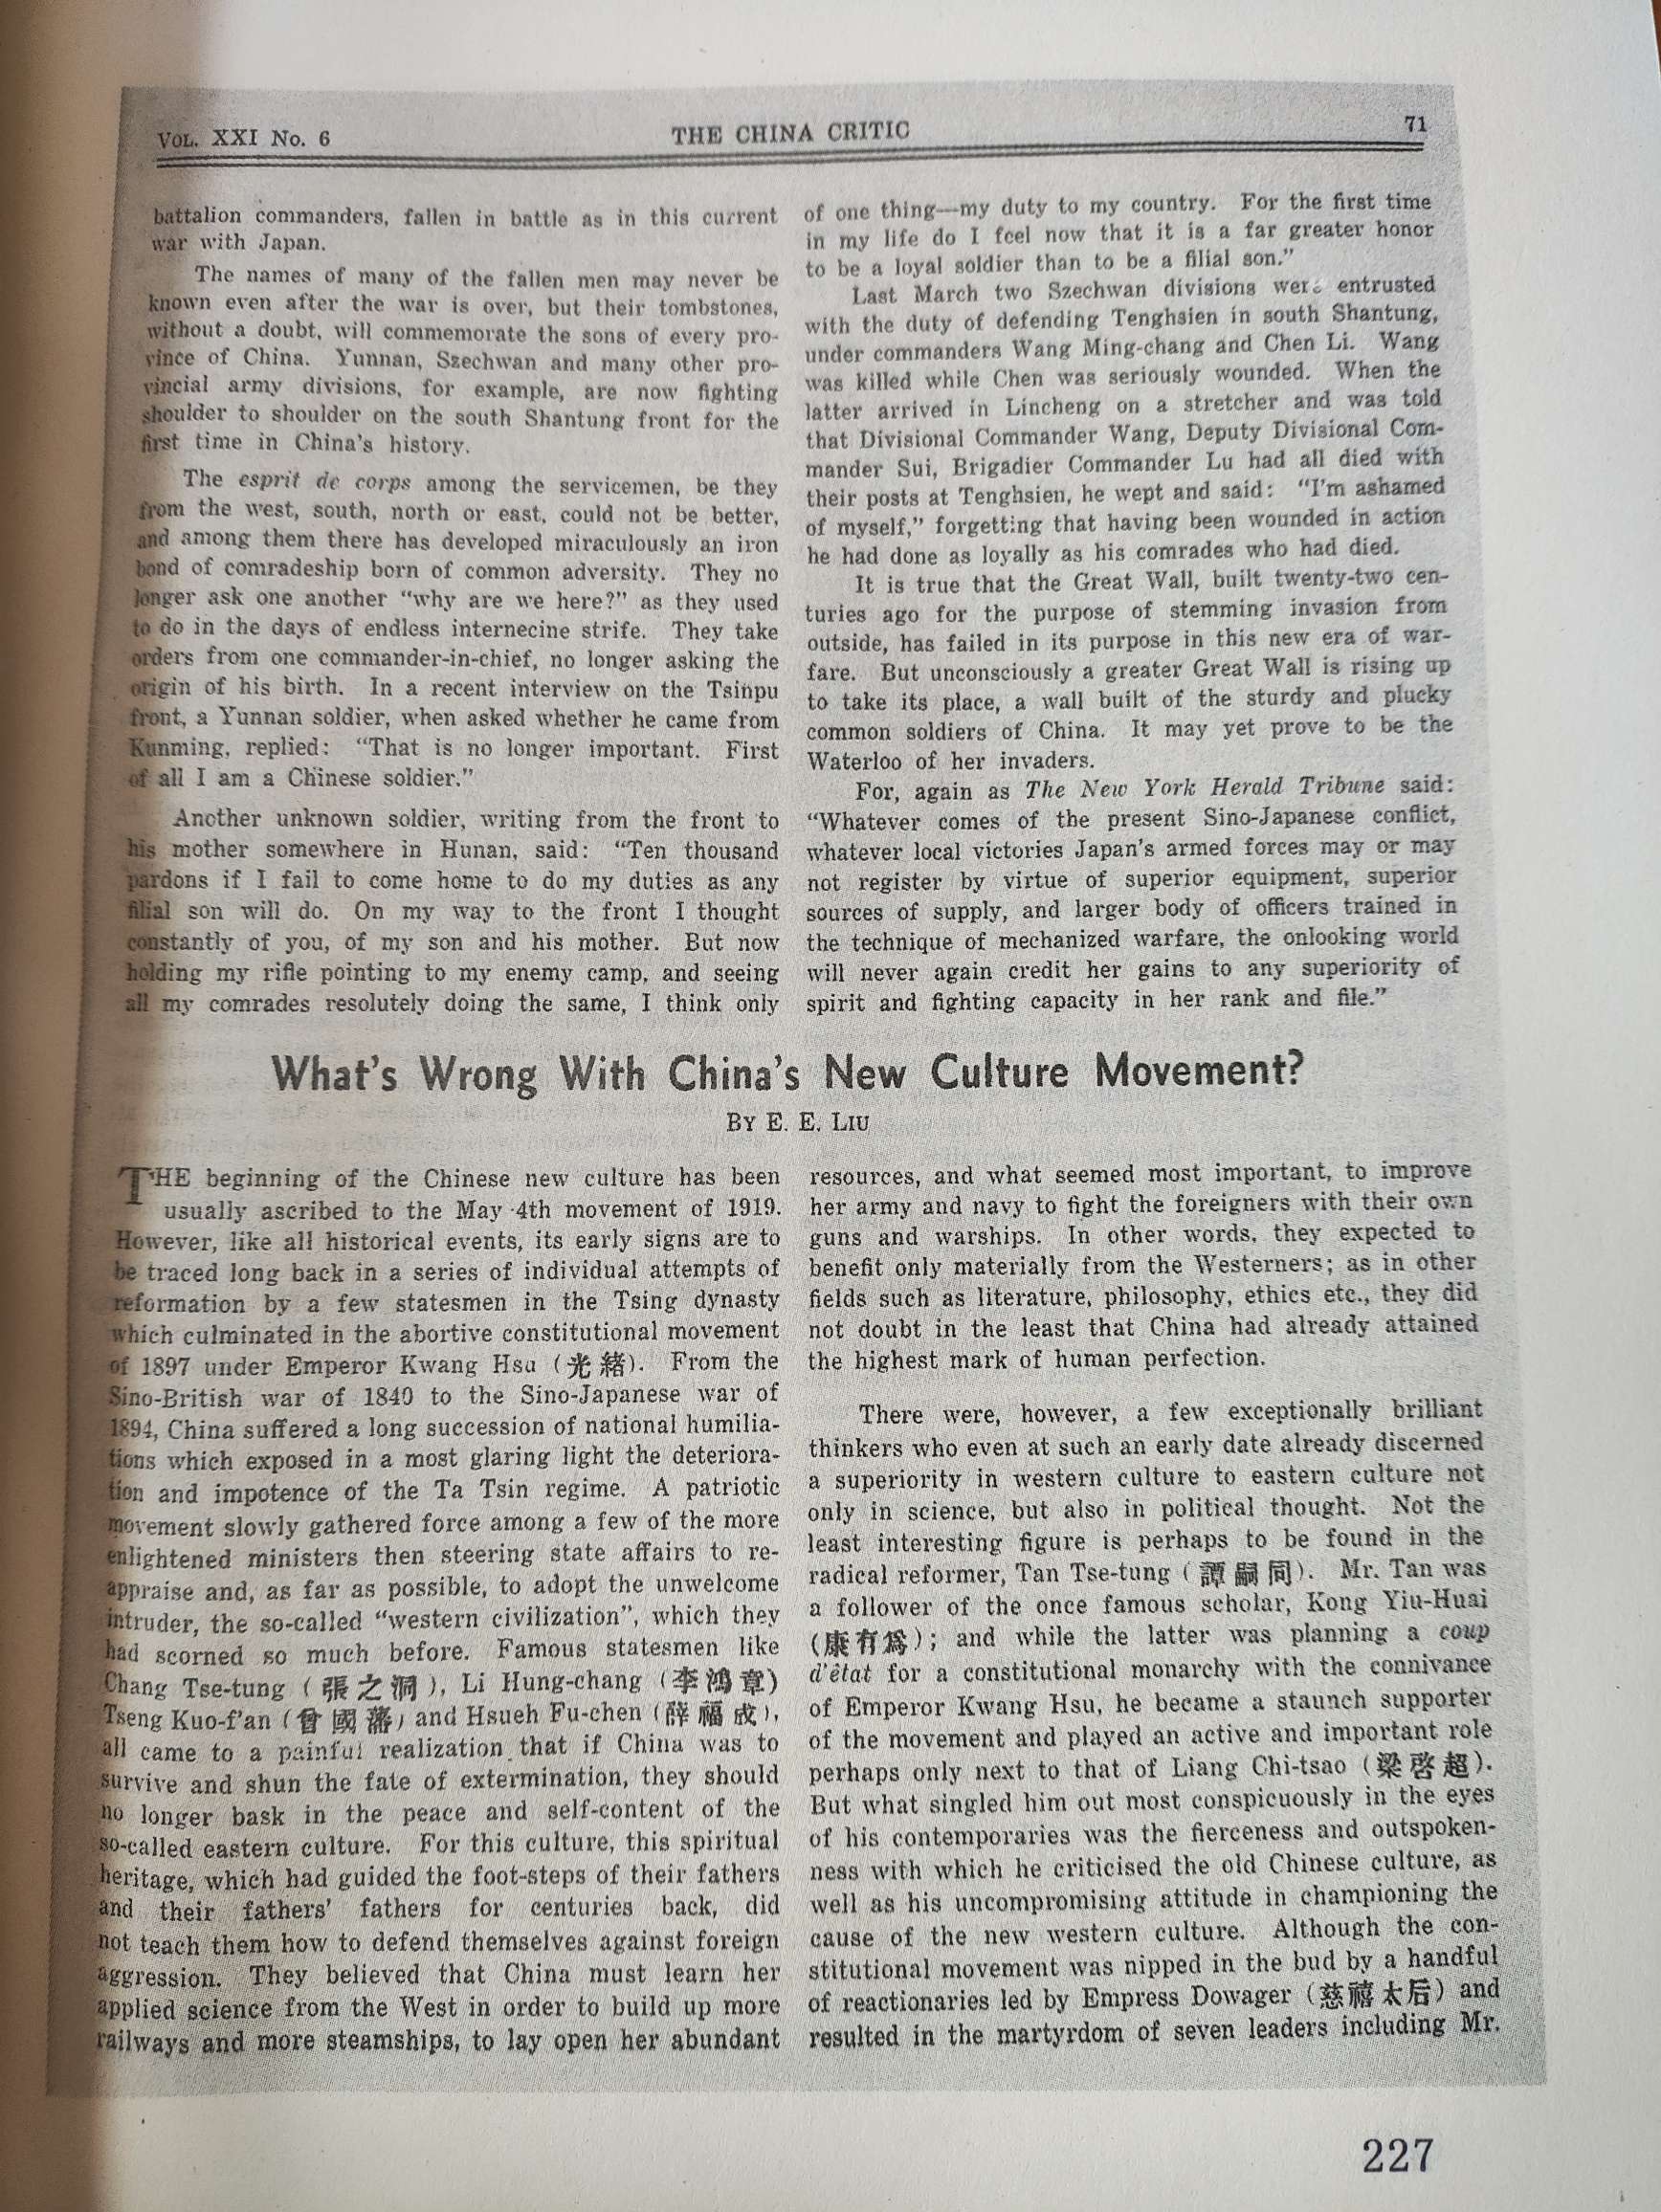 VOL. XXI No. 6
THE CHINA CRITIC
71
battalion commanders, fallen in battle as in this current
war with Japan.
The names of many of the fallen men may never be
known even after the war is over, but their tombstones,
without a doubt, will commemorate the sons of every pro-
vince of China. Yunnan, Szechwan and many other pro-
vincial army divisions, for example, are now fighting
shoulder to shoulder on the south Shantung front for the
first time in China's history.
The esprit de corps among the servicemen, be they
from the west, south, north or east, could not be better,
and among them there has developed miraculously an iron
bond of comradeship born of common adversity. They no
longer ask one another "why are we here?" as they used
to do in the days of endless internecine strife. They take
orders from one commander-in-chief, no longer asking the
origin of his birth. In a recent interview on the Tsinpu
front, a Yunnan soldier, when asked whether he came from
Kunming, replied: "That is no longer important. First
of all I am a Chinese soldier."
Another unknown soldier, writing from the front to
his mother somewhere in Hunan, said: "Ten thousand
pardons if I fail to come home to do my duties as any
filial son will do. On my way to the front I thought
constantly of you, of my son and his mother. But now
holding my rifle pointing to my enemy camp, and seeing
all my comrades resolutely doing the same, I think only
of one thing—my duty to my country. For the first time
in my life do I feel now that it is a far greater honor
to be a loyal soldier than to be a filial son."
Last March two Szechwan divisions were entrusted
with the duty of defending Tenghsien in south Shantung,
under commanders Wang Ming-chang and Chen Li. Wang
was killed while Chen was seriously wounded. When the
latter arrived in Lincheng on a stretcher and was told
that Divisional Commander Wang, Deputy Divisional Com-
mander Sui, Brigadier Commander Lu had all died with
their posts at Tenghsien, he wept and said: "I'm ashamed
of myself," forgetting that having been wounded in action
he had done as loyally as his comrades who had died.
It is true that the Great Wall, built twenty-two cen-
turies ago for the purpose of stemming invasion from
outside, has failed in its purpose in this new era of war-
fare. But unconsciously a greater Great Wall is rising up
to take its place, a wall built of the sturdy and plucky
common soldiers of China. It may yet prove to be the
Waterloo of her invaders.
For, again as The New York Herald Tribune said:
"Whatever comes of the present Sino-Japanese conflict,
whatever local victories Japan's armed forces may or may
not register by virtue of superior equipment, superior
sources of supply, and larger body of officers trained in
the technique of mechanized warfare, the onlooking world
will never again credit her gains to any superiority of
spirit and fighting capacity in her rank and file."
What's Wrong With China's New Culture Movement?
BY E. E. LIU
THE beginning of the Chinese new culture has been
usually ascribed to the May 4th movement of 1919.
However, like all historical events, its early signs are to
be traced long back in a series of individual attempts of
reformation by a few statesmen in the Tsing dynasty
which culminated in the abortive constitutional movement
of 1897 under Emperor Kwang Hsu (光緒). From the
Sino-British war of 1840 to the Sino-Japanese war of
1894, China suffered a long succession of national humilia-
tions which exposed in a most glaring light the deteriora-
tion and impotence of the Ta Tsin regime. A patriotic
movement slowly gathered force among a few of the more
enlightened ministers then steering state affairs to re-
appraise and, as far as possible, to adopt the unwelcome
intruder, the so-called "western civilization", which they
had scorned so much before. Famous statesmen like
Chang Tse-tung (張之洞), Li Hung-chang (李鴻章)
Tseng Kuo-f'an (曾國藩) and Hsueh Fu-chen (薛福成),
all came to a painful realization that if China was to
survive and shun the fate of extermination, they should
no longer bask in the peace and self-content of the
so-called eastern culture. For this culture, this spiritual
heritage, which had guided the foot-steps of their fathers
and their fathers' fathers for centuries back, did
not teach them how to defend themselves against foreign
aggression. They believed that China must learn her
applied science from the West in order to build up more
railways and more steamships, to lay open her abundant
resources, and what seemed most important, to improve
her army and navy to fight the foreigners with their own
guns and warships. In other words, they expected to
benefit only materially from the Westerners; as in other
fields such as literature, philosophy, ethics etc., they did
not doubt in the least that China had already attained
the highest mark of human perfection.
There were, however, a few exceptionally brilliant
thinkers who even at such an early date already discerned
a superiority in western culture to eastern culture not
only in science, but also in political thought. Not the
least interesting figure is perhaps to be found in the
radical reformer, Tan Tse-tung (譚嗣同). Mr. Tan was
a follower of the once famous scholar, Kong Yiu-Huai
(康有爲); and while the latter was planning a coup
d'êtat for a constitutional monarchy with the connivance
of Emperor Kwang Hsu, he became a staunch supporter
of the movement and played an active and important role
perhaps only next to that of Liang Chi-tsao (梁啓超).
But what singled him out most conspicuously in the eyes
of his contemporaries was the fierceness and outspoken-
ness with which he criticised the old Chinese culture, as
well as his uncompromising attitude in championing the
cause of the new western culture. Although the con-
stitutional movement was nipped in the bud by a handful
of reactionaries led by Empress Dowager (慈禧太后) and
resulted in the martyrdom of seven leaders including Mr.
227